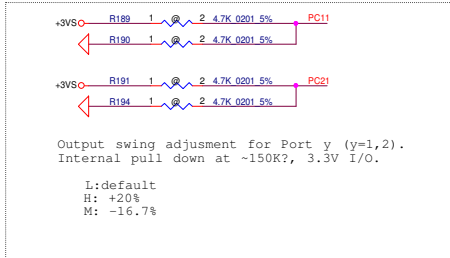 +3VS R189 1 @ 2 4.7K_0201_5% PC11
R190 1 @ 2 4.7K_0201_5%
+3VS R191 1 @ 2 4.7K_0201_5% PC21
R194 1 @ 2 4.7K_0201_5%
Output swing adjusment for Port y (y=1,2).
Internal pull down at ~150K?, 3.3V I/O.
L:default
H: +20%
M: -16.7%